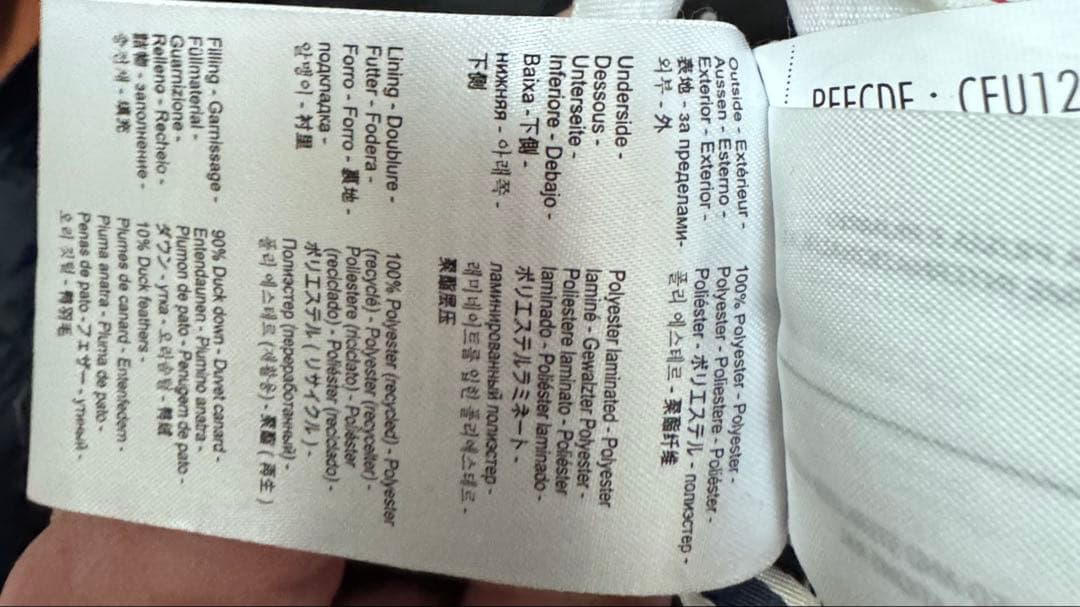 Outside - Extérieur -
Aussen - Esterno -
Exterior - Exterior -
表地 - за пределами-
외부 - 外
100% Polyester - Polyester -
Polyester - Poliestere - Poliéster -
Poliéster - ポリエステル - полиэстер -
폴리 에스테르 - 聚酯纤维
Underside -
Dessous -
Unterseite -
Inferiore - Debajo -
Baixa -下側 -
нижняя - 아래쪽 -
下侧
Polyester laminated - Polyester
laminé - Gewalzter Polyester -
Poliestere laminato - Poliéster
laminado - Poliéster laminado -
ポリエステルラミネート -
ламинированный полиэстер -
래미네이트를 입힌 폴리에스테르 -
聚酯层压
Lining - Doublure -
Futter - Fodera -
Forro - Forro - 裏地 -
подкладка -
안 감이 - 衬里
100% Polyester (recycled) - Polyester
(recyclé) - Polyester (recycelter) -
Poliestere (riciclato) - Poliéster
(reciclado) - Poliéster (reciclado) -
ポリエステル ( リサイクル ) -
Полиэстер (переработанный) -
폴리 에스테르 (재활용) - 聚酯 ( 再生 )
Filling - Garnissage -
Füllmaterial -
Guarnizione -
Relleno - Recheio -
詰物 - заполнение -
충전재 - 填充
90% Duck down - Duvet canard -
Entendaunen - Plumino anatra -
Plumon de pato - Penugem de pato -
ダウン - утка - 오리솜털 - 鸭绒
10% Duck feathers -
Plumes de canard - Entenfedern -
Pluma anatra - Pluma de pato -
Penas de pato - フェザー - утиный -
오리 깃털 - 鸭羽毛
CFU12